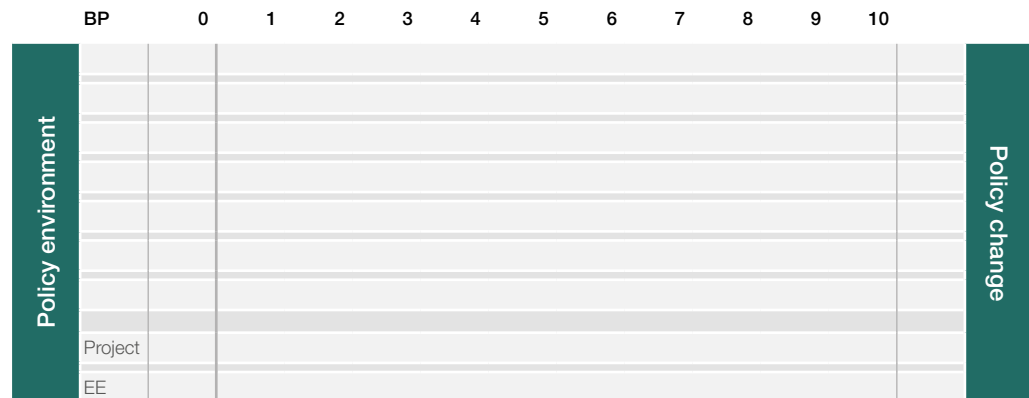 BP 0 1 2 3 4 5 6 7 8 9 10
Policy environment
Policy change
Project
EE